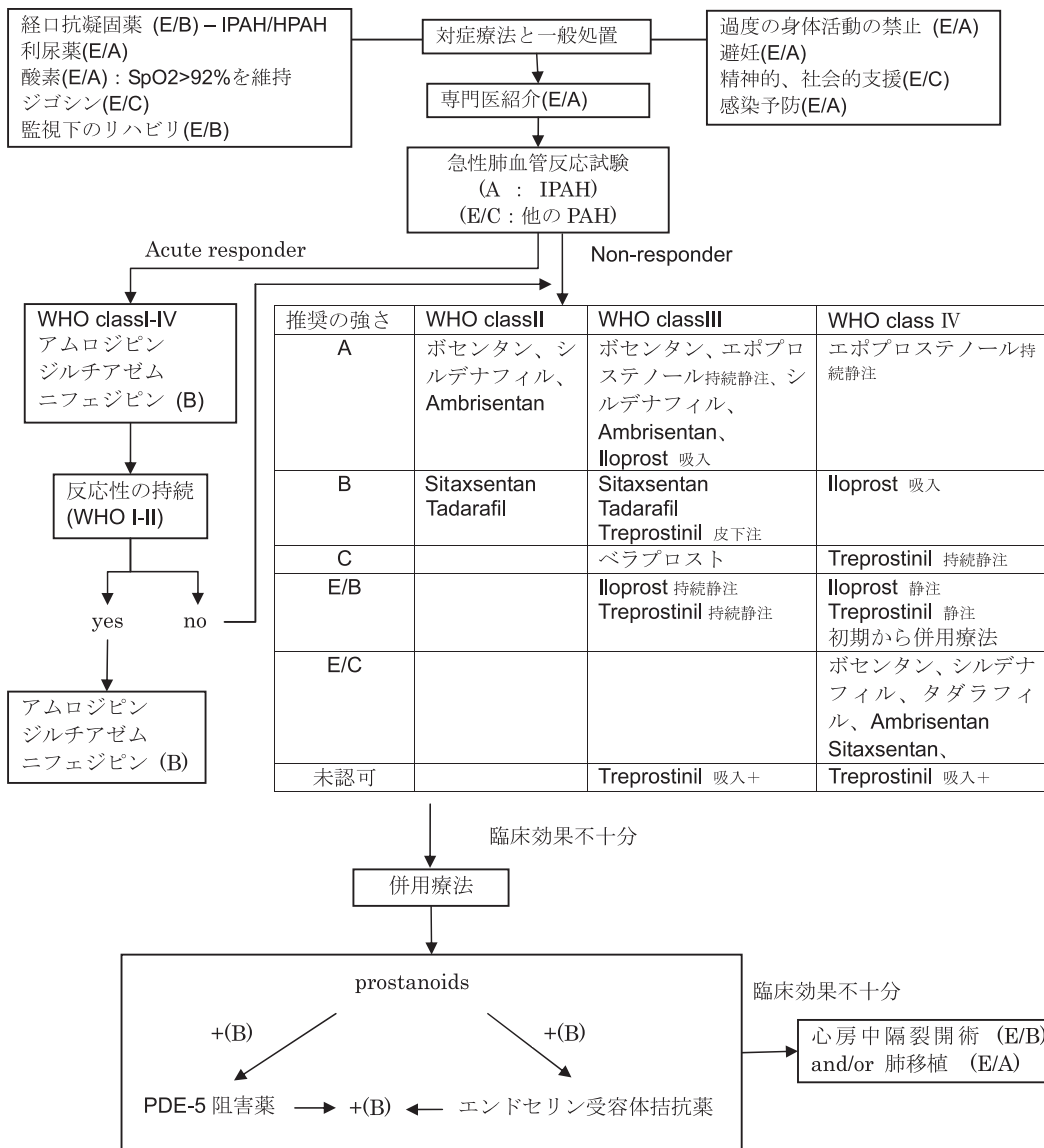 経口抗凝固薬 (E/B) – IPAH/HPAH
利尿薬(E/A)
酸素(E/A)：SpO2>92%を維持
ジゴシン(E/C)
監視下のリハビリ(E/B)
対症療法と一般処置
過度の身体活動の禁止 (E/A)
避妊(E/A)
精神的、社会的支援(E/C)
感染予防(E/A)
専門医紹介(E/A)
急性肺血管反応試験
(A ： IPAH)
(E/C：他の PAH)
Acute responder
Non-responder
WHO classI-IV
アムロジピン
ジルチアゼム
ニフェジピン (B)
反応性の持続
(WHO I-II)
yes
no
アムロジピン
ジルチアゼム
ニフェジピン (B)
推奨の強さ
WHO classII
WHO classIII
WHO class Ⅳ
A
ボセンタン、シ
ルデナフィル、
Ambrisentan
ボセンタン、エポプロ
ステノール持続静注、シ
ルデナフィル、
Ambrisentan、
Iloprost 吸入
エポプロステノール持
続静注
B
Sitaxsentan
Tadarafil
Sitaxsentan
Tadarafil
Treprostinil 皮下注
Iloprost 吸入
C
ベラプロスト
Treprostinil 持続静注
E/B
Iloprost 持続静注
Treprostinil 持続静注
Iloprost 静注
Treprostinil 静注
初期から併用療法
E/C
ボセンタン、シルデナ
フィル、タダラフィ
ル、Ambrisentan
Sitaxsentan、
未認可
Treprostinil 吸入＋
Treprostinil 吸入＋
臨床効果不十分
併用療法
prostanoids
+(B)
+(B)
PDE-5 阻害薬
+(B)
エンドセリン受容体拮抗薬
臨床効果不十分
心房中隔裂開術 (E/B)
and/or 肺移植 (E/A)